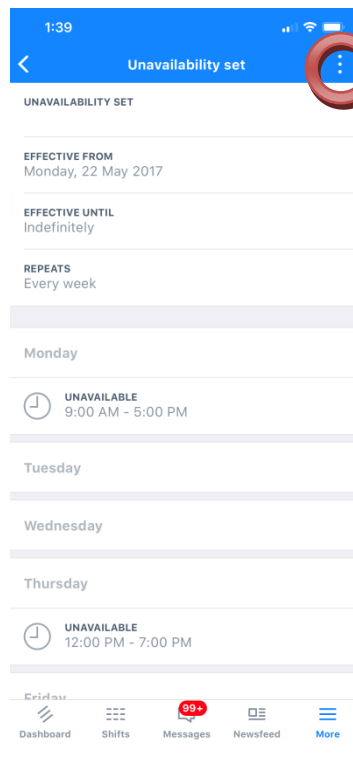 1:39
Unavailability set
UNAVAILABILITY SET
EFFECTIVE FROM
Monday, 22 May 2017
EFFECTIVE UNTIL
Indefinitely
REPEATS
Every week
Monday
UNAVAILABLE
9:00 AM - 5:00 PM
Tuesday
Wednesday
Thursday
UNAVAILABLE
12:00 PM - 7:00 PM
Friday
99+
Dashboard Shifts Messages Newsfeed More